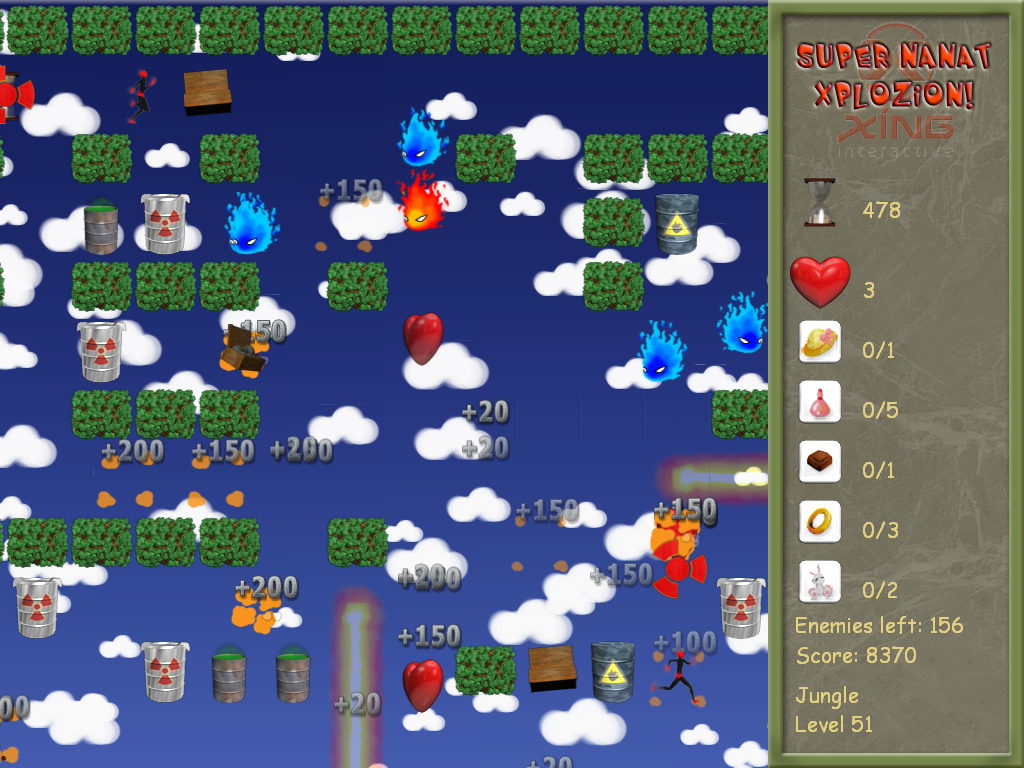 SUPER NANAT
XPLOZiON!
XING
interactive
478
3
0/1
0/5
0/1
0/3
0/2
Enemies left: 156
Score: 8370
Jungle
Level 51
+150
150
+20
+200 +150 +200
+20
+150
+150
+200 +150
+200
+150 +100
+20
00
+20